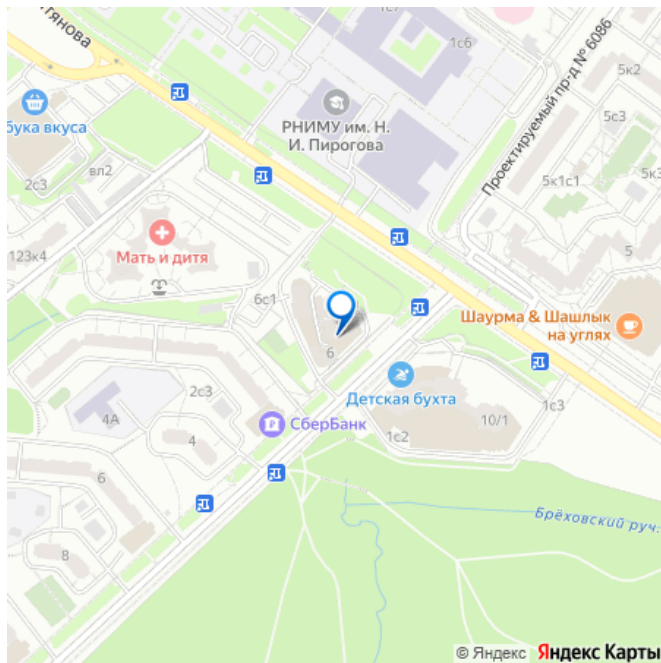 тянова
1с6
Проектируемый пр-д № 6086
5к2
бука вкуса
РНИМУ им. Н.
И. Пирогова
5с3
вл2
2с3
5к1с1
5к3
Мать и дитя
123к4
5
6с1
Шаурма & Шашлык
на углях
6
2с3
Детская бухта
4А
СберБанк
10/1
1с3
4
1с2
6
Брёховский руч.
8
© Яндекс Яндекс Карты